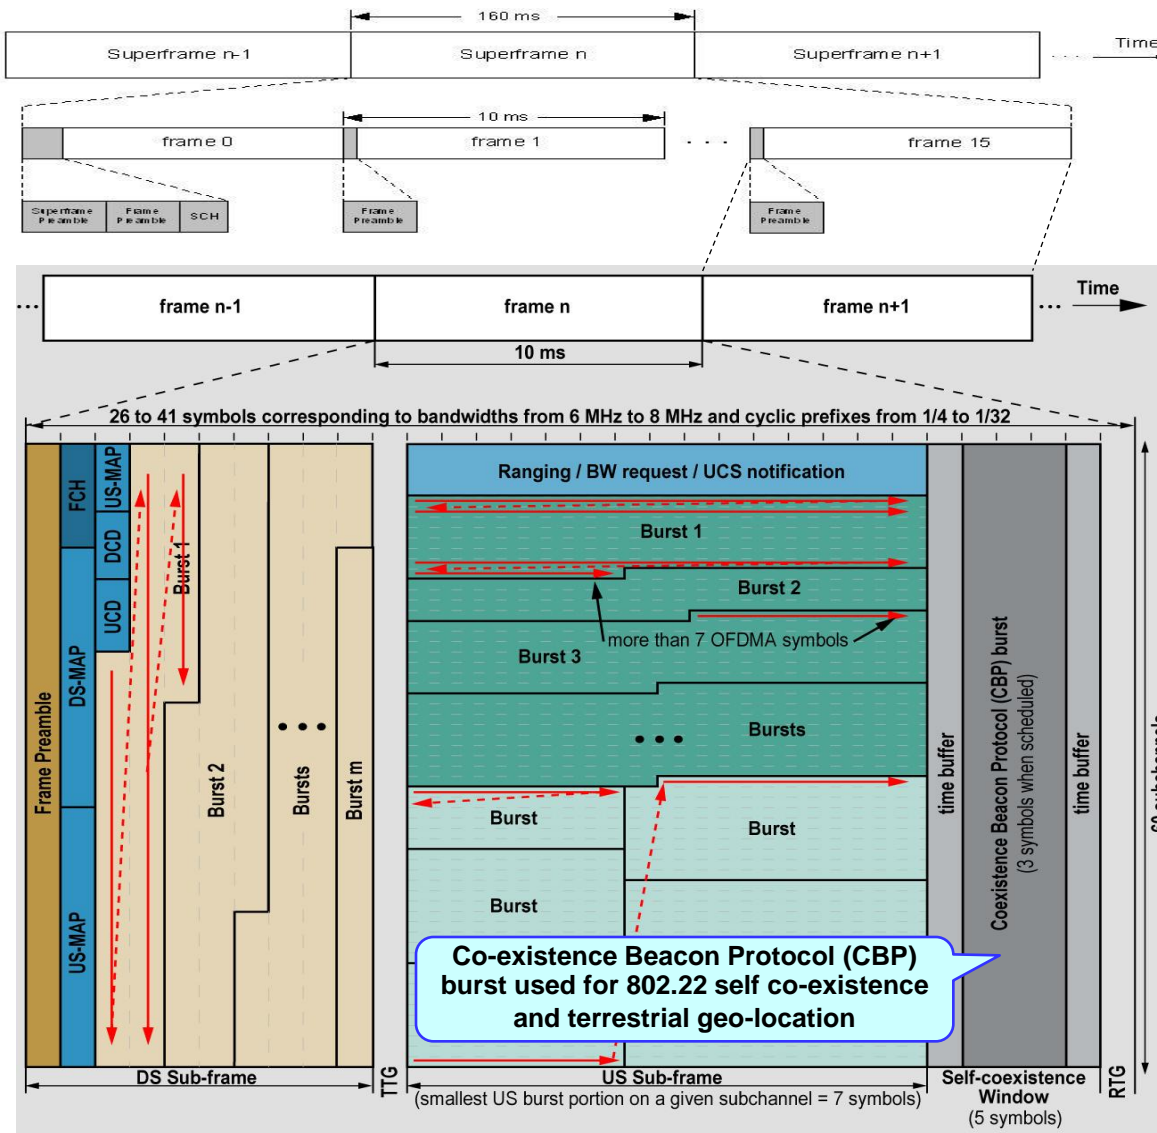 160 ms
Superframe n-1
Superframe n
Superframe n+1
. . .
Time
10 ms
frame 0
frame 1
. . .
frame 15
Superframe
Preamble
Frame
Preamble
SCH
Frame
Preamble
Frame
Preamble
...
frame n-1
frame n
frame n+1
...
Time
10 ms
26 to 41 symbols corresponding to bandwidths from 6 MHz to 8 MHz and cyclic prefixes from 1/4 to 1/32
Frame Preamble
FCH
DS-MAP
US-MAP
US-MAP
DCD
UCD
Burst 1
Burst 2
...
Bursts
Burst m
TTG
Ranging / BW request / UCS notification
Burst 1
Burst 2
more than 7 OFDMA symbols
Burst 3
Bursts
...
Burst
Burst
Burst
time buffer
Coexistence Beacon Protocol (CBP) burst
(3 symbols when scheduled)
time buffer
60 subchannels
Co-existence Beacon Protocol (CBP)
burst used for 802.22 self co-existence
and terrestrial geo-location
DS Sub-frame
US Sub-frame
(smallest US burst portion on a given subchannel = 7 symbols)
Self-coexistence
Window
(5 symbols)
RTG